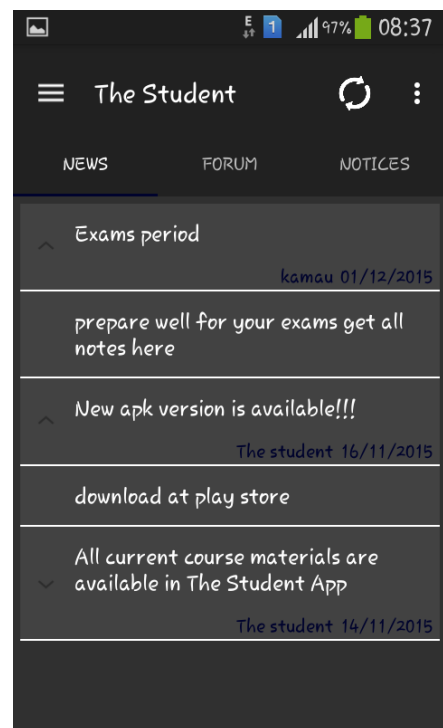 E 1 97% 08:37
The Student
NEWS FORUM NOTICES
Exams period
kamau 01/12/2015
prepare well for your exams get all
notes here
New apk version is available!!!
The student 16/11/2015
download at play store
All current course materials are
available in The Student App
The student 14/11/2015